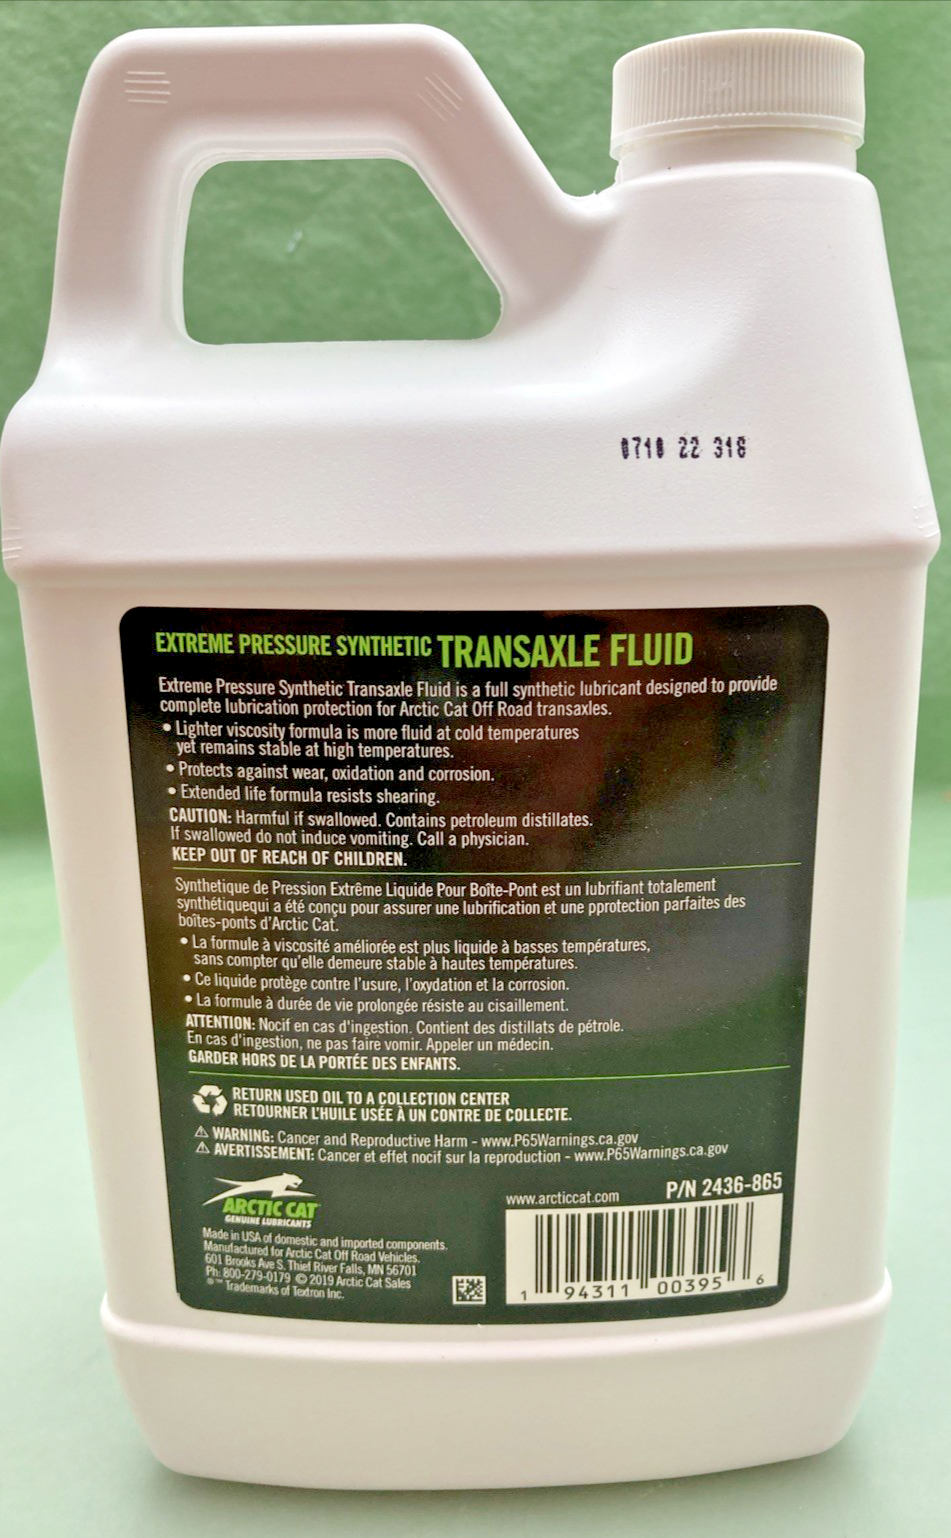 0710 22 318
EXTREME PRESSURE SYNTHETIC TRANSAXLE FLUID
Extreme Pressure Synthetic Transaxle Fluid is a full synthetic lubricant designed to provide
complete lubrication protection for Arctic Cat Off Road transaxles.
• Lighter viscosity formula is more fluid at cold temperatures
yet remains stable at high temperatures.
• Protects against wear, oxidation and corrosion.
• Extended life formula resists shearing.
CAUTION: Harmful if swallowed. Contains petroleum distillates.
If swallowed do not induce vomiting. Call a physician.
KEEP OUT OF REACH OF CHILDREN.
Synthetique de Pression Extrême Liquide Pour Boîte-Pont est un lubrifiant totalement
synthétiquequi a été conçu pour assurer une lubrification et une pprotection parfaites des
boîtes-ponts d'Arctic Cat.
• La formule à viscosité améliorée est plus liquide à basses températures,
sans compter qu'elle demeure stable à hautes températures.
• Ce liquide protège contre l'usure, l'oxydation et la corrosion.
• La formule à durée de vie prolongée résiste au cisaillement.
ATTENTION: Nocif en cas d'ingestion. Contient des distillats de pétrole.
En cas d'ingestion, ne pas faire vomir. Appeler un médecin.
GARDER HORS DE LA PORTÉE DES ENFANTS.
RETURN USED OIL TO A COLLECTION CENTER
RETOURNER L'HUILE USÉE À UN CONTRE DE COLLECTE.
⚠ WARNING: Cancer and Reproductive Harm - www.P65Warnings.ca.gov
⚠ AVERTISSEMENT: Cancer et effet nocif sur la reproduction - www.P65Warnings.ca.gov
ARCTIC CAT
GENUINE LUBRICANTS
Made in USA of domestic and imported components.
Manufactured for Arctic Cat Off Road Vehicles.
601 Brooks Ave S. Thief River Falls, MN 56701
Ph: 800-279-0179 © 2019 Arctic Cat Sales
®™ Trademarks of Textron Inc.
www.arcticcat.com
P/N 2436-865
1 94311 00395 6